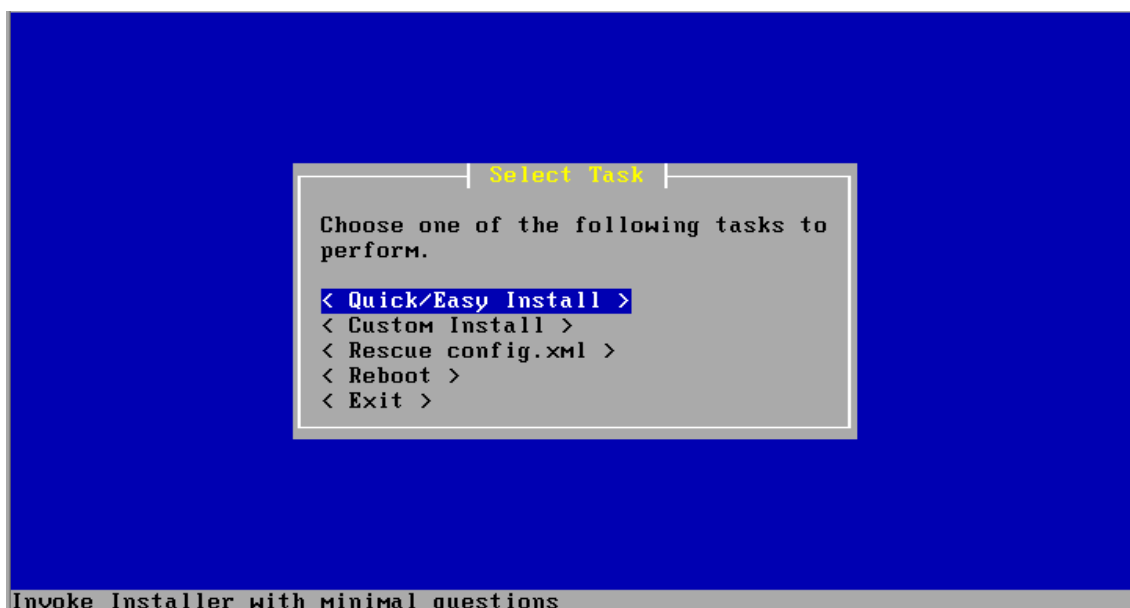 Select Task
Choose one of the following tasks to
perform.
< Quick/Easy Install >
< Custom Install >
< Rescue config.xml >
< Reboot >
< Exit >
Invoke Installer with minimal questions